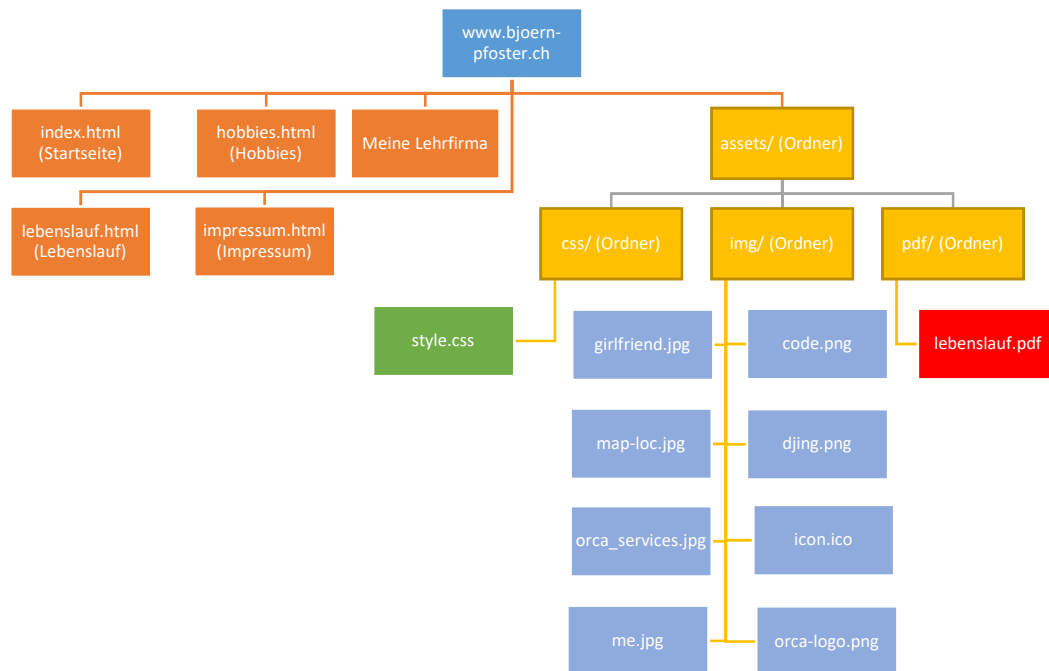 www.bjoern-
pfoster.ch
index.html
(Startseite)
hobbies.html
(Hobbies)
Meine Lehrfirma
assets/ (Ordner)
lebenslauf.html
(Lebenslauf)
impressum.html
(Impressum)
css/ (Ordner)
img/ (Ordner)
pdf/ (Ordner)
style.css
girlfriend.jpg
code.png
lebenslauf.pdf
map-loc.jpg
djing.png
orca_services.jpg
icon.ico
me.jpg
orca-logo.png